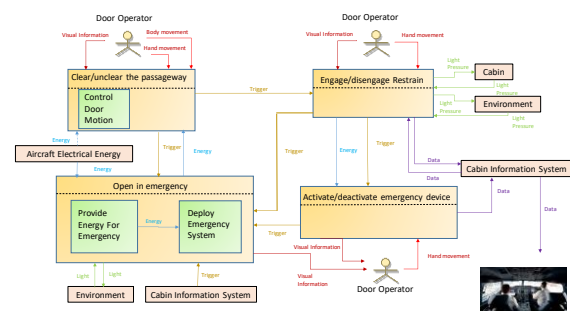 Door Operator
Door Operator
Visual Information
Body movement
Hand movement
Visual Information
Hand movement
Clear/unclear the passageway
Control
Door
Motion
Trigger
Engage/disengage Restrain
Light
Pressure
Cabin
Light
Pressure
Light
Pressure
Environment
Light
Pressure
Energy
Aircraft Electrical Energy
Energy
Trigger
Energy
Trigger
Energy
Trigger
Data
Data
Cabin Information System
Data
Data
Open in emergency
Provide
Energy For
Emergency
Energy
Deploy
Emergency
System
Activate/deactivate emergency device
Trigger
Visual Information
Visual
Information
Hand movement
Door Operator
Light
Light
Trigger
Environment
Cabin Information System